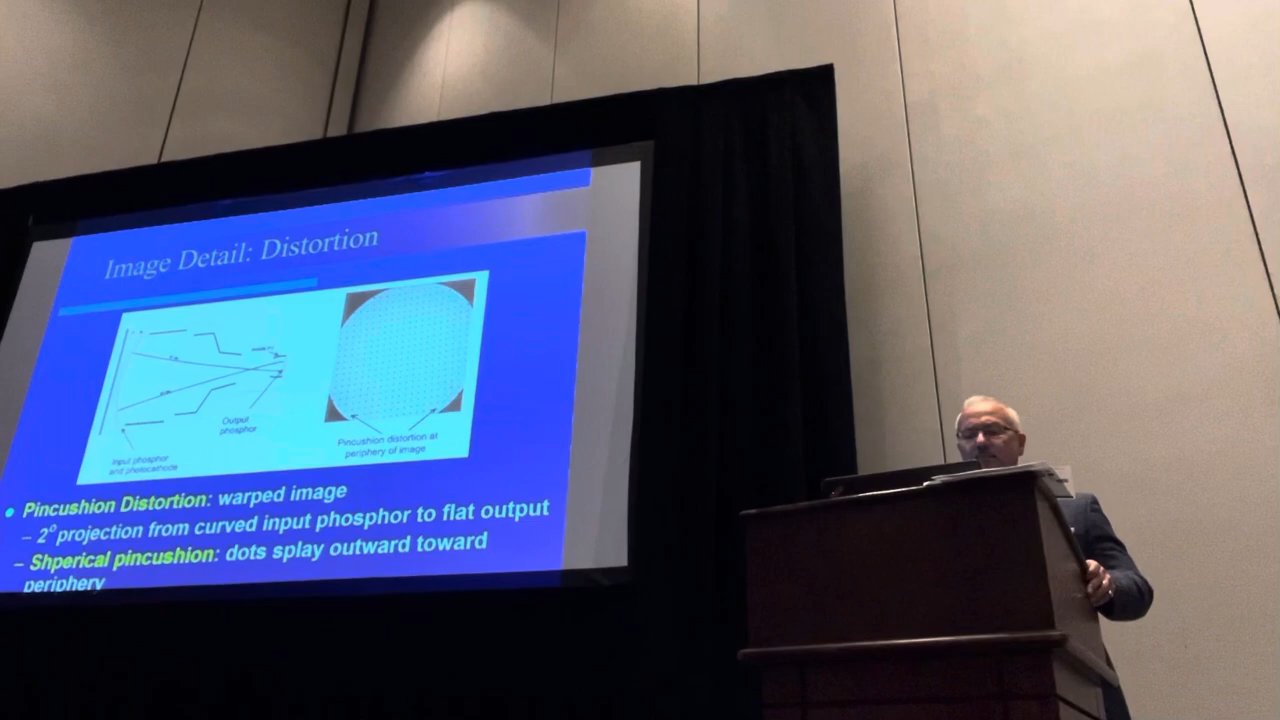 Image Detail: Distortion
Output
phosphor
Input phosphor
and photocathode
Pincushion distortion at
periphery of image
Pincushion Distortion: warped image
– 2° projection from curved input phosphor to flat output
– Shperical pincushion: dots splay outward toward
periphery